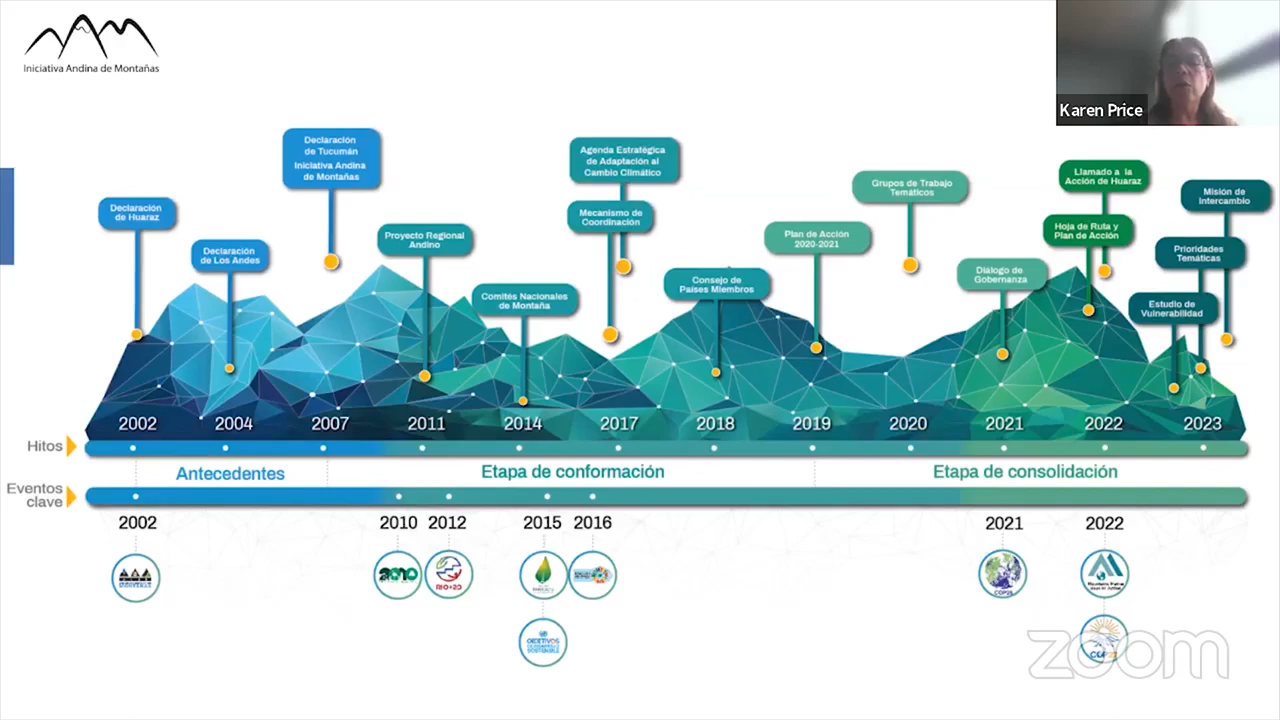 Iniciativa Andina de Montañas
Karen Price
Declaración
de Huaraz
Declaración
de Los Andes
Declaración
de Tucumán
Iniciativa Andina
de Montañas
Proyecto Regional
Andino
Comités Nacionales
de Montaña
Agenda Estratégica
de Adaptación al
Cambio Climático
Mecanismo de
Coordinación
Consejo de
Países Miembros
Plan de Acción
2020-2021
Grupos de Trabajo
Temáticos
Diálogo de
Gobernanza
Llamado a la
Acción de Huaraz
Hoja de Ruta y
Plan de Acción
Misión de
Intercambio
Prioridades
Temáticas
Estudio de
Vulnerabilidad
2002 2004 2007 2011 2014 2017 2018 2019 2020 2021 2022 2023
Hitos
Antecedentes Etapa de conformación Etapa de consolidación
Eventos
clave
2002 2010 2012 2015 2016 2021 2022
2010
RIO+20
COP26
OBJETIVOS
SOSTENIBLE
zoom